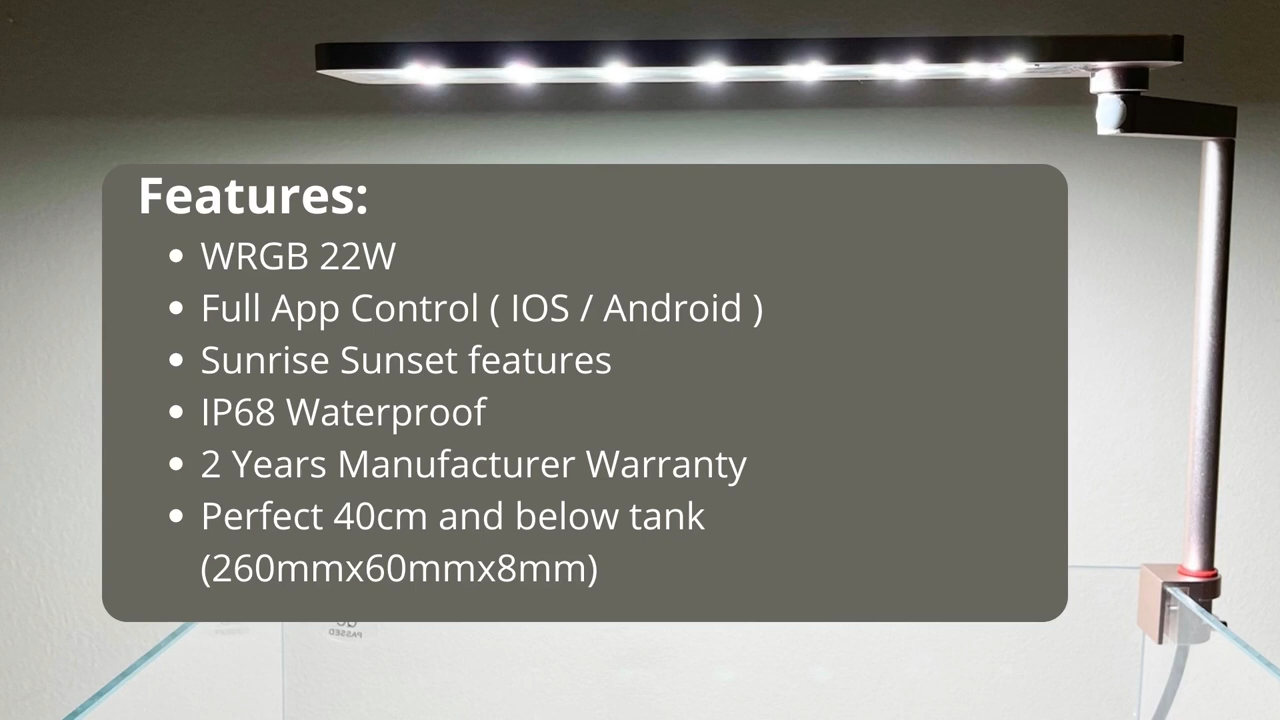 Features:
• WRGB 22W
• Full App Control ( IOS / Android )
• Sunrise Sunset features
• IP68 Waterproof
• 2 Years Manufacturer Warranty
• Perfect 40cm and below tank
(260mmx60mmx8mm)
PASSED